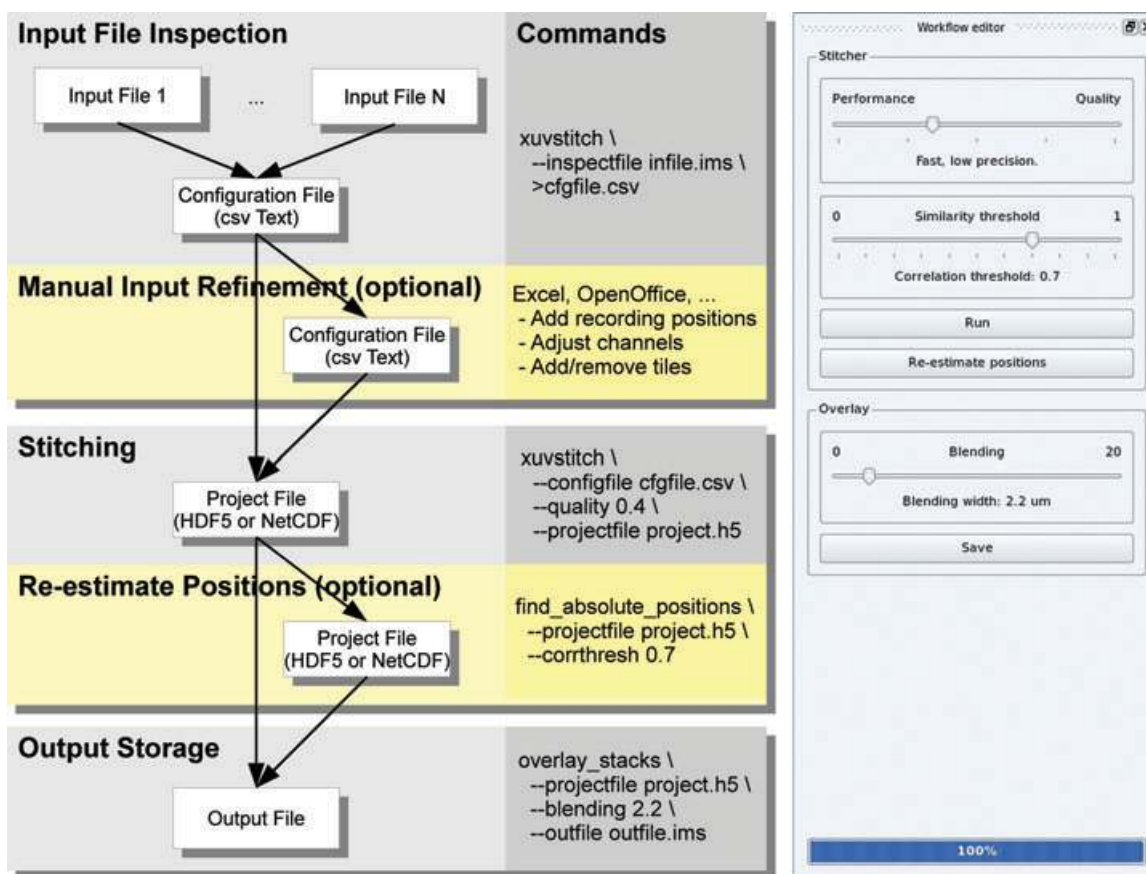 Input File Inspection
Commands
Input File 1
...
Input File N
xuvstitch \
--inspectfile infile.ims \
>cfgfile.csv
Configuration File
(csv Text)
Manual Input Refinement (optional)
Excel, OpenOffice, ...
- Add recording positions
- Adjust channels
- Add/remove tiles
Configuration File
(csv Text)
Stitching
xuvstitch \
--configfile cfgfile.csv \
--quality 0.4 \
--projectfile project.h5
Project File
(HDF5 or NetCDF)
Re-estimate Positions (optional)
find_absolute_positions \
--projectfile project.h5 \
--corrthresh 0.7
Project File
(HDF5 or NetCDF)
Output Storage
overlay_stacks \
--projectfile project.h5 \
--blending 2.2 \
--outfile outfile.ims
Output File
Workflow editor
Stitcher
Performance Quality
Fast, low precision.
0 Similarity threshold 1
Correlation threshold: 0.7
Run
Re-estimate positions
Overlay
0 Blending 20
Blending width: 2.2 um
Save
100%